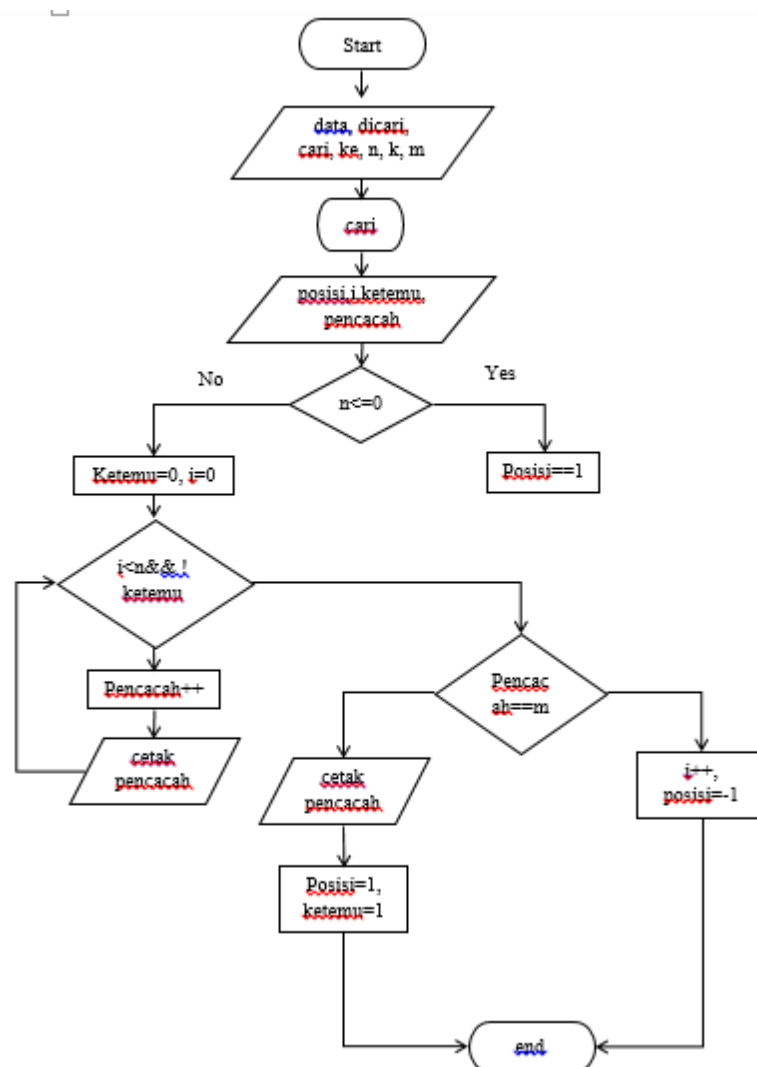 Start
data, dicari,
cari, ke, n, k, m
cari
posisi,i,ketemu,
pencacah
No
Yes
n<=0
Ketemu=0, i=0
Posisi==1
i<n&& !
ketemu
Pencacah++
cetak
pencacah
Pencac
ah==m
cetak
pencacah
i++,
posisi=-1
Posisi=1,
ketemu=1
end